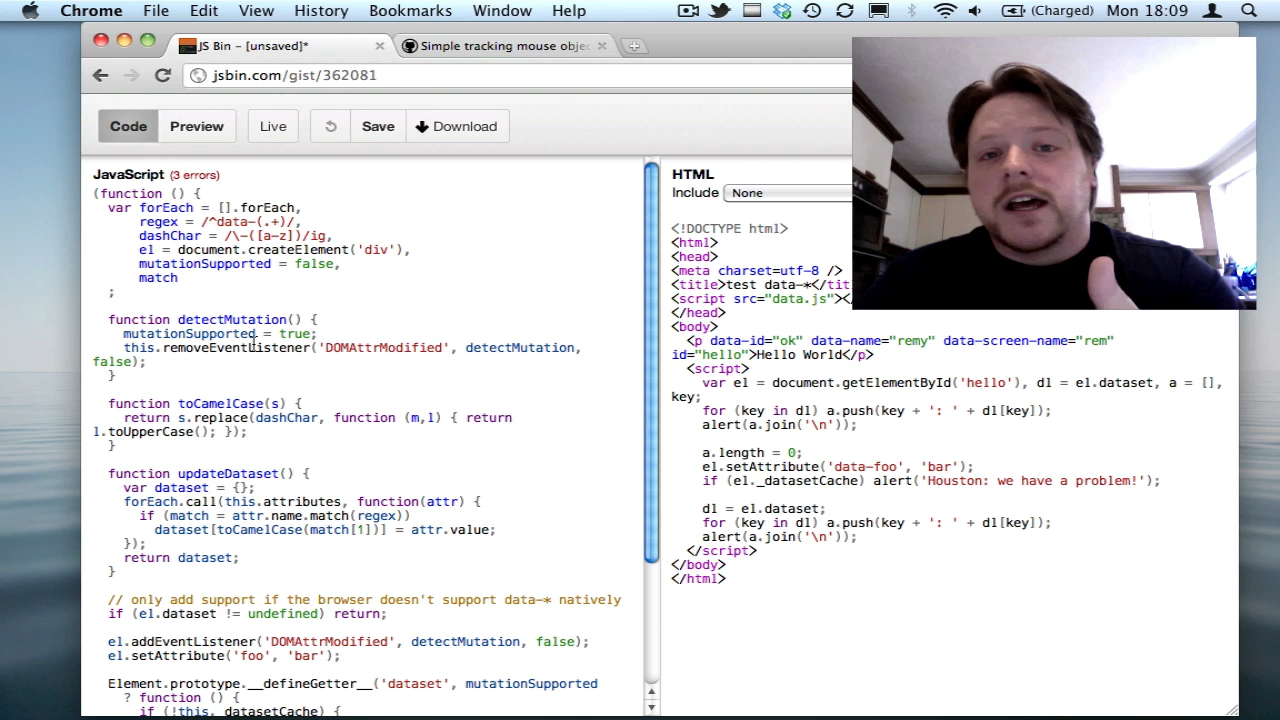 Chrome File Edit View History Bookmarks Window Help (Charged) Mon 18:09
JS Bin – [unsaved]* Simple tracking mouse objec
jsbin.com/gist/362081
Code Preview Live Save Download
JavaScript (3 errors)
(function () {
var forEach = [].forEach,
regex = /^data-(.+)/,
dashChar = /\-([a-z])/ig,
el = document.createElement('div'),
mutationSupported = false,
match
;
function detectMutation() {
mutationSupported = true;
this.removeEventListener('DOMAttrModified', detectMutation,
false);
}
function toCamelCase(s) {
return s.replace(dashChar, function (m,l) { return
l.toUpperCase(); });
}
function updateDataset() {
var dataset = {};
forEach.call(this.attributes, function(attr) {
if (match = attr.name.match(regex))
dataset[toCamelCase(match[1])] = attr.value;
});
return dataset;
}
// only add support if the browser doesn't support data-* natively
if (el.dataset != undefined) return;
el.addEventListener('DOMAttrModified', detectMutation, false);
el.setAttribute('foo', 'bar');
Element.prototype.__defineGetter__('dataset', mutationSupported
? function () {
if (!this._datasetCache) {
HTML
Include None
<!DOCTYPE html>
<html>
<head>
<meta charset=utf-8 />
<title>test data-*</tit
<script src="data.js"></
</head>
<body>
<p data-id="ok" data-name="remy" data-screen-name="rem"
id="hello">Hello World</p>
<script>
var el = document.getElementById('hello'), dl = el.dataset, a = [],
key;
for (key in dl) a.push(key + ': ' + dl[key]);
alert(a.join('\n'));
a.length = 0;
el.setAttribute('data-foo', 'bar');
if (el._datasetCache) alert('Houston: we have a problem!');
dl = el.dataset;
for (key in dl) a.push(key + ': ' + dl[key]);
alert(a.join('\n'));
</script>
</body>
</html>